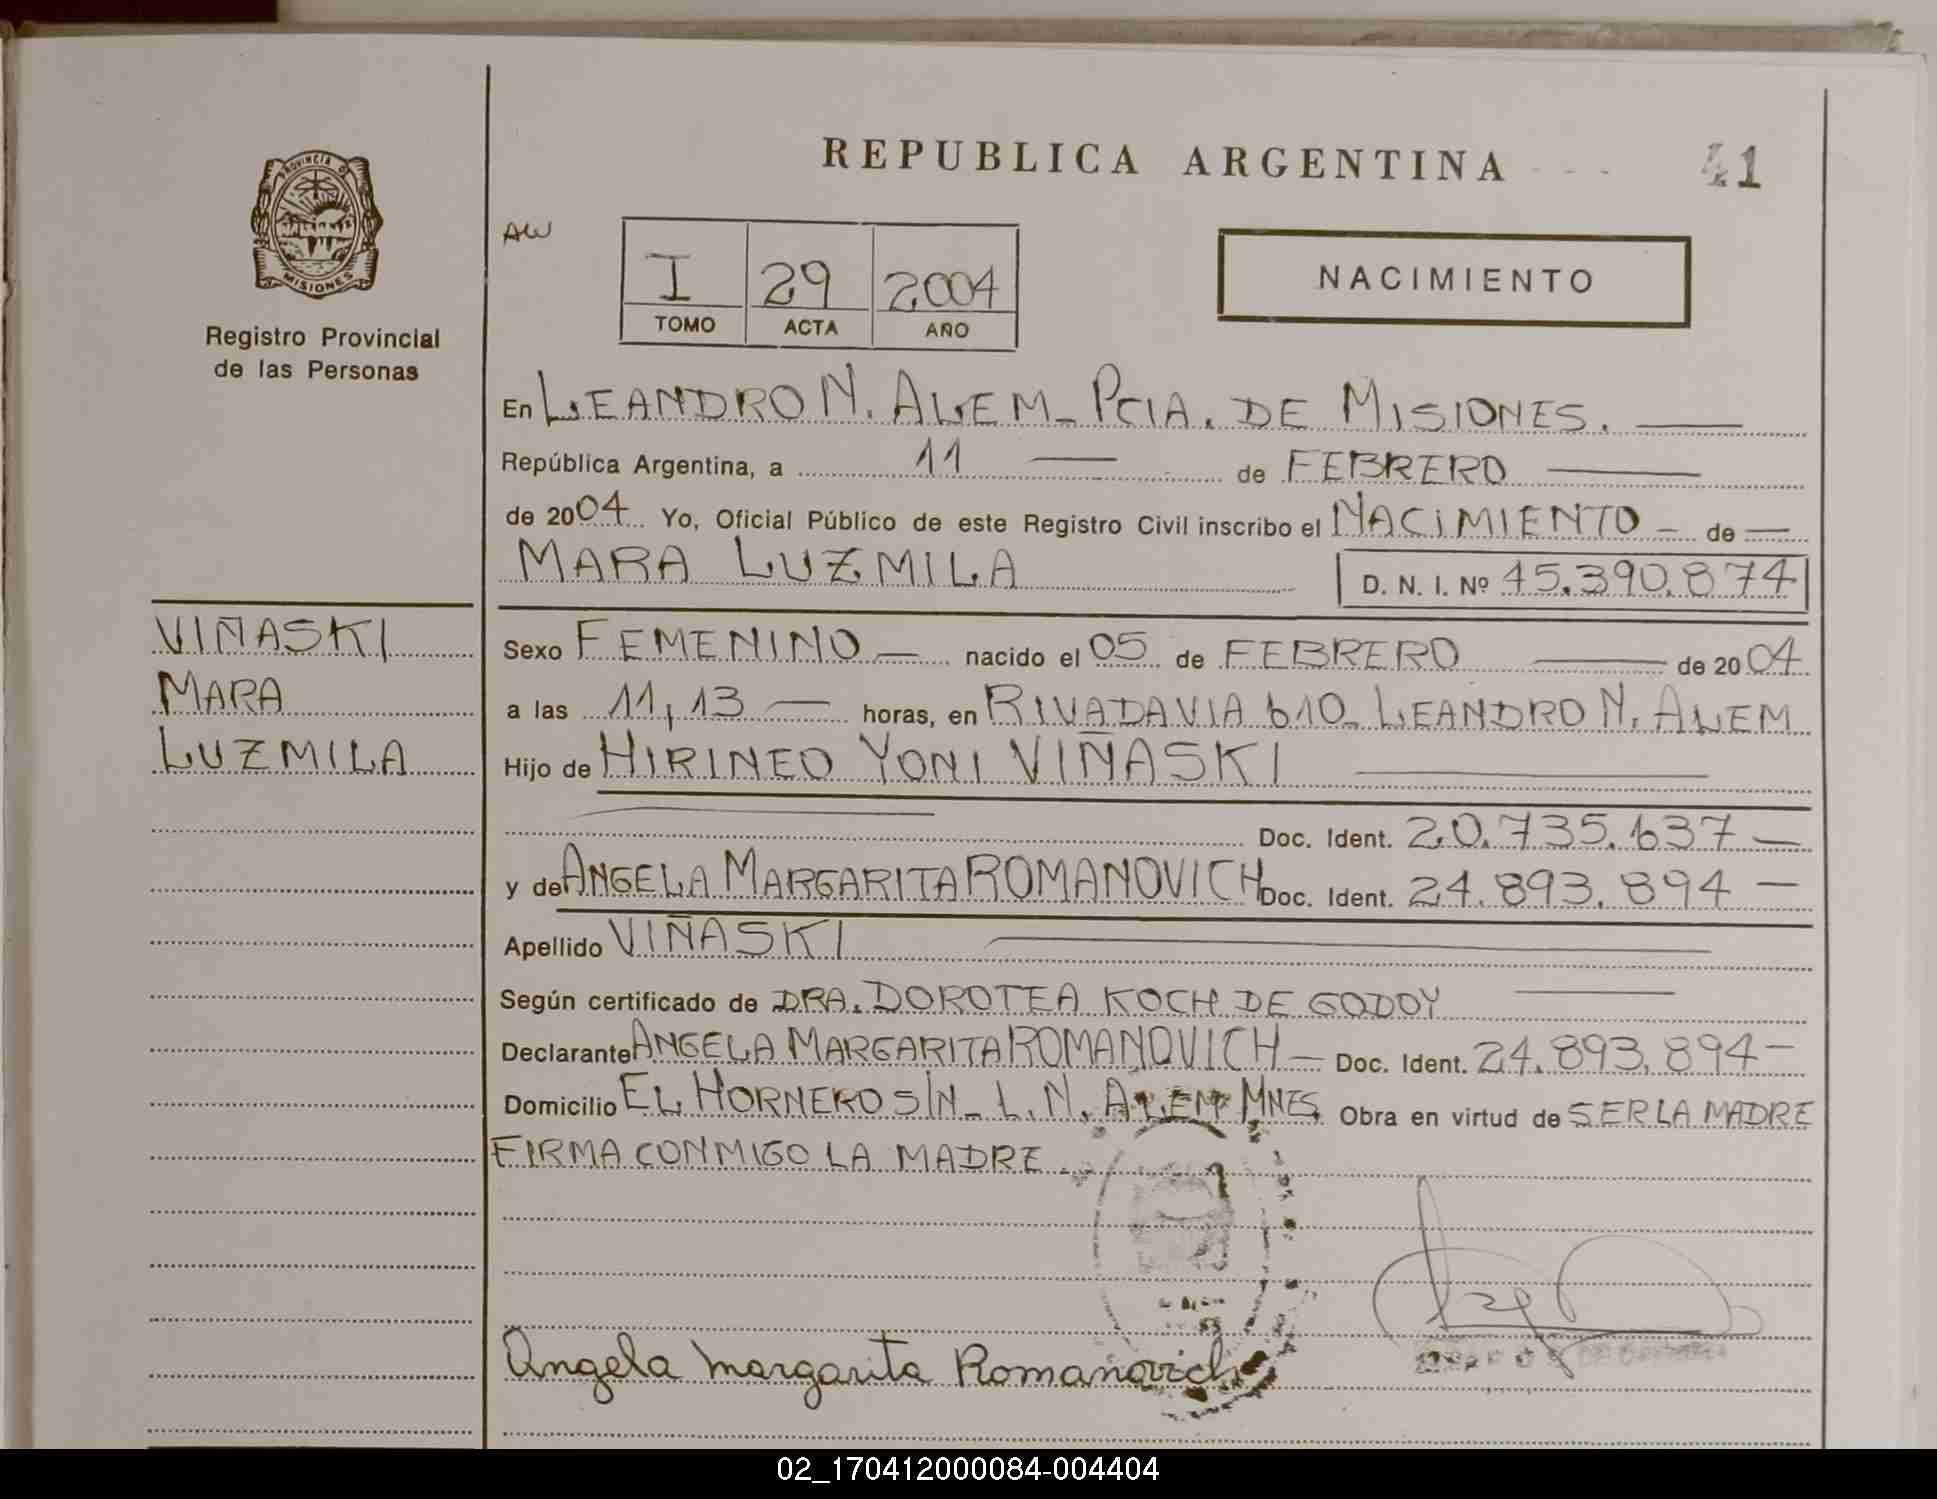 REPUBLICA ARGENTINA
41
PROVINCIA DE
MISIONES
Registro Provincial
de las Personas
AW
I 29 2004
TOMO ACTA AÑO
NACIMIENTO
En LEANDRO N. ALEM - PCIA. DE MISIONES.
República Argentina, a 11 de FEBRERO
de 2004 Yo, Oficial Público de este Registro Civil inscribo el NACIMIENTO - de
MARA LUZMILA D. N. I. Nº 45.390.874
VIÑASKI
MARA
LUZMILA
Sexo FEMENINO nacido el 05 de FEBRERO de 2004
a las 11,13 horas, en RIVADAVIA 610 - LEANDRO N. ALEM
Hijo de HIRINEO YONI VIÑASKI
Doc. Ident. 20.735.637 -
y de ANGELA MARGARITA ROMANOVICH Doc. Ident. 24.893.894 -
Apellido VIÑASKI
Según certificado de DRA. DOROTEA KOCH DE GODOY
Declarante ANGELA MARGARITA ROMANOVICH - Doc. Ident. 24.893.894 -
Domicilio EL HORNERO S/N - L. N. ALEM MNES Obra en virtud de SER LA MADRE
FIRMA CONMIGO LA MADRE.
Angela Margarita Romanovich
02_170412000084-004404